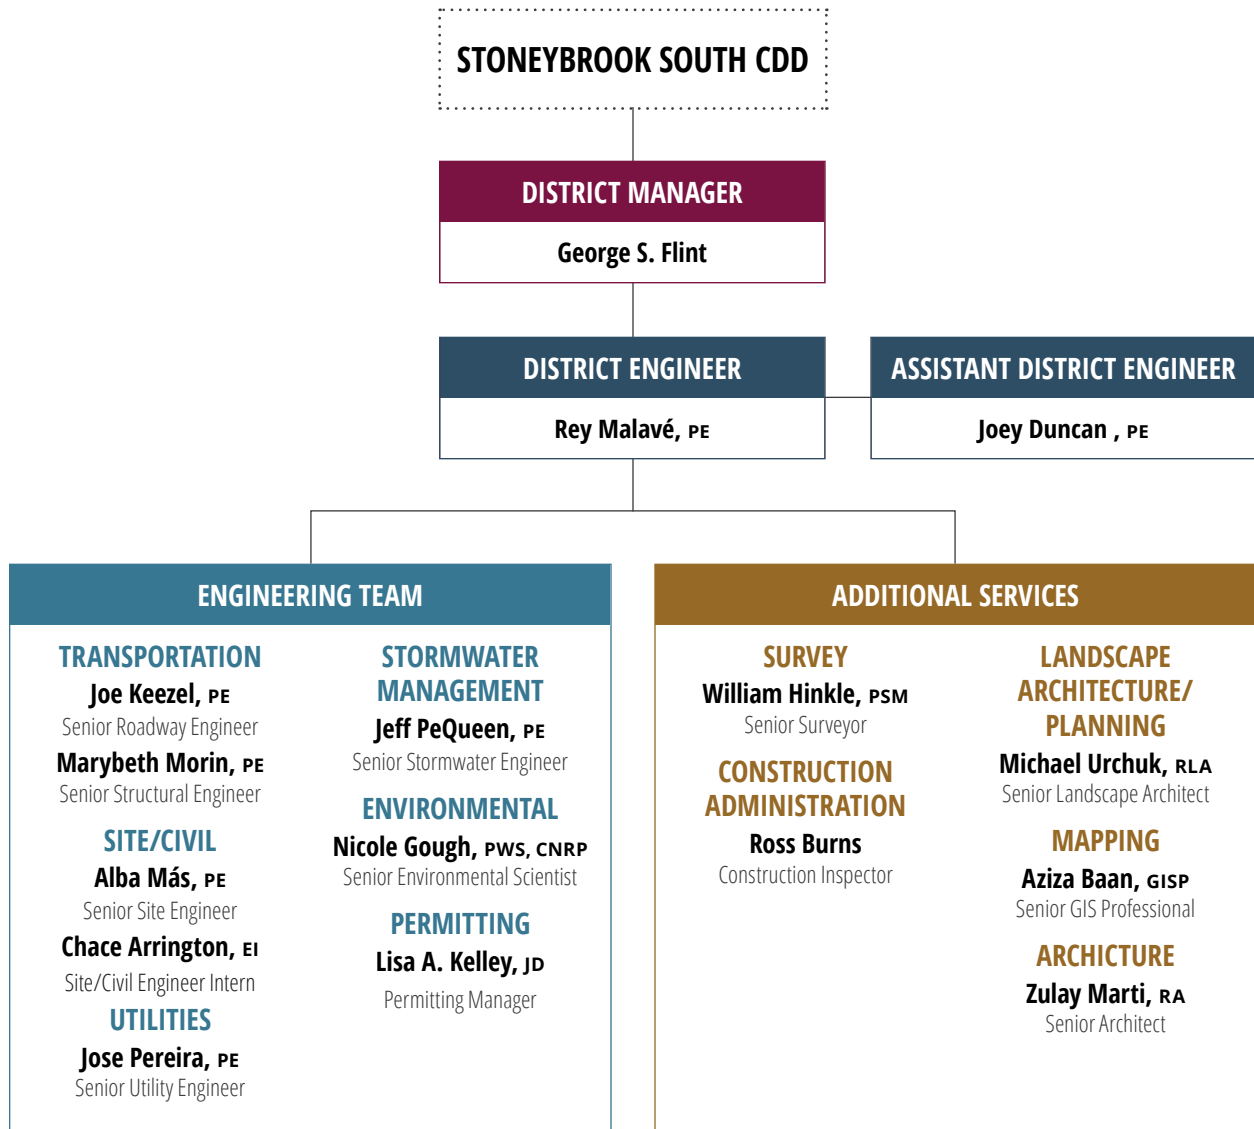 STONEYBROOK SOUTH CDD
DISTRICT MANAGER
George S. Flint
DISTRICT ENGINEER
Rey Malavé, PE
ASSISTANT DISTRICT ENGINEER
Joey Duncan , PE
ENGINEERING TEAM
TRANSPORTATION
Joe Keezel, PE
Senior Roadway Engineer
Marybeth Morin, PE
Senior Structural Engineer
SITE/CIVIL
Alba Más, PE
Senior Site Engineer
Chace Arrington, EI
Site/Civil Engineer Intern
UTILITIES
Jose Pereira, PE
Senior Utility Engineer
STORMWATER
MANAGEMENT
Jeff PeQueen, PE
Senior Stormwater Engineer
ENVIRONMENTAL
Nicole Gough, PWS, CNRP
Senior Environmental Scientist
PERMITTING
Lisa A. Kelley, JD
Permitting Manager
ADDITIONAL SERVICES
SURVEY
William Hinkle, PSM
Senior Surveyor
CONSTRUCTION
ADMINISTRATION
Ross Burns
Construction Inspector
LANDSCAPE
ARCHITECTURE/
PLANNING
Michael Urchuk, RLA
Senior Landscape Architect
MAPPING
Aziza Baan, GISP
Senior GIS Professional
ARCHICTURE
Zulay Marti, RA
Senior Architect